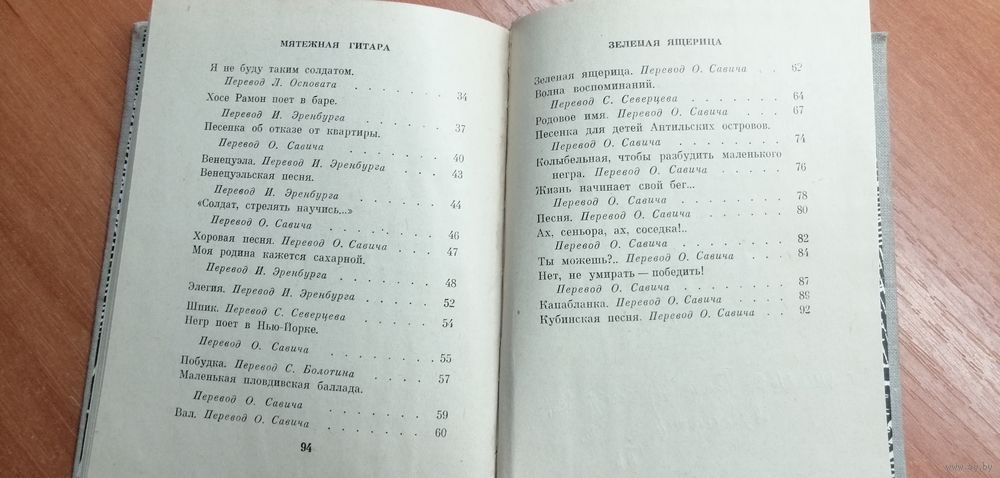 МЯТЕЖНАЯ ГИТАРА
Я не буду таким солдатом.
Перевод Л. Осповата . . . . . . 34
Хосе Рамон поет в баре.
Перевод И. Эренбурга . . . . . . 37
Песенка об отказе от квартиры.
Перевод О. Савича . . . . . . . 40
Венецуэла. Перевод И. Эренбурга . . . . 43
Венецуэльская песня.
Перевод И. Эренбурга . . . . . . 44
«Солдат, стрелять научись...»
Перевод О. Савича . . . . . . . 46
Хоровая песня. Перевод О. Савича . . . . 47
Моя родина кажется сахарной.
Перевод И. Эренбурга . . . . . . 48
Элегия. Перевод И. Эренбурга . . . . . 52
Шпик. Перевод С. Северцева . . . . . 54
Негр поет в Нью-Йорке.
Перевод О. Савича . . . . . . . 55
Побудка. Перевод С. Болотина . . . . 57
Маленькая пловдивская баллада.
Перевод О. Савича . . . . . . . 59
Вал. Перевод О. Савича . . . . . . . 60
94
ЗЕЛЕНАЯ ЯЩЕРИЦА
Зеленая ящерица. Перевод О. Савича . . 62
Волна воспоминаний.
Перевод С. Северцева . . . . . . 64
Родовое имя. Перевод О. Савича . . . . 67
Песенка для детей Антильских островов.
Перевод О. Савича . . . . . . . 74
Колыбельная, чтобы разбудить маленького
негра. Перевод О. Савича . . . . . 76
Жизнь начинает свой бег...
Перевод О. Савича . . . . . . . 78
Песня. Перевод О. Савича . . . . . . 80
Ах, сеньора, ах, соседка!..
Перевод О. Савича . . . . . . . 82
Ты можешь?.. Перевод О. Савича . . . . 84
Нет, не умирать — победить!
Перевод О. Савича . . . . . . . 87
Капабланка. Перевод О. Савича . . . . 88
Кубинская песня. Перевод О. Савича . . 92
www.ay.by